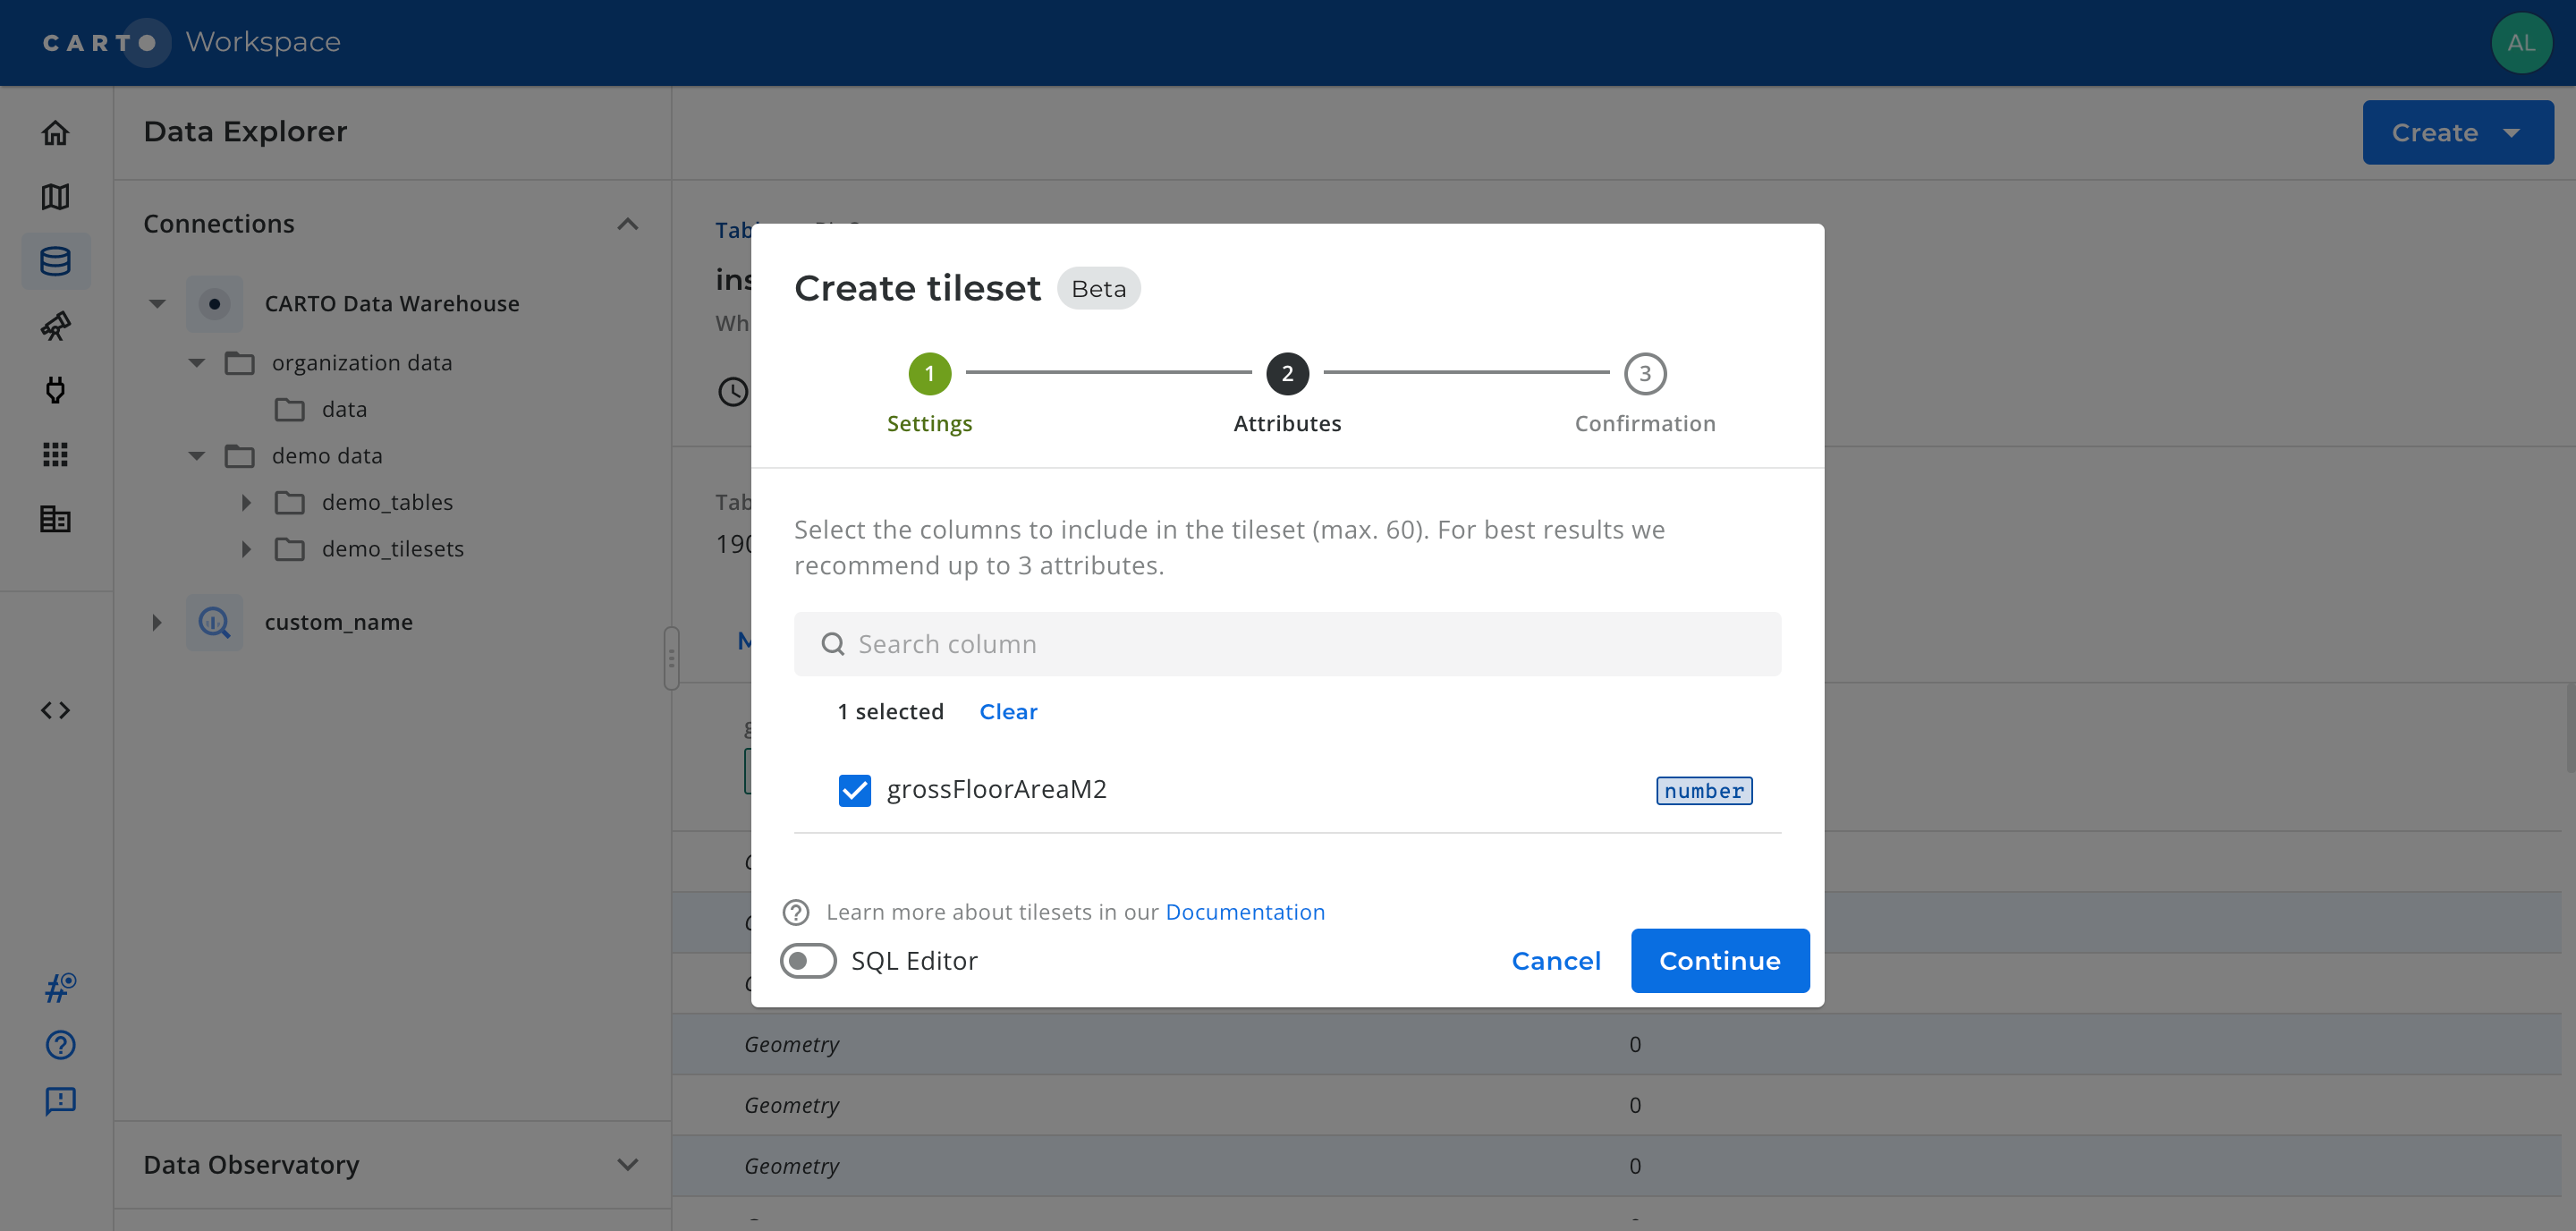 CARTO Workspace
AL
Data Explorer
Create
Connections
CARTO Data Warehouse
organization data
data
demo data
demo_tables
demo_tilesets
custom_name
Data Observatory
Create tileset Beta
1
2
3
Settings
Attributes
Confirmation
Select the columns to include in the tileset (max. 60). For best results we
recommend up to 3 attributes.
Search column
1 selected Clear
grossFloorAreaM2 number
Learn more about tilesets in our Documentation
SQL Editor
Cancel
Continue
Geometry 0
Geometry 0
Geometry 0